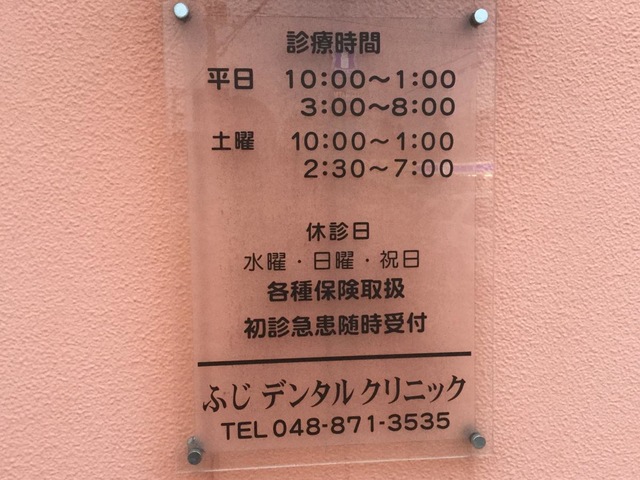 診療時間
平日 10:00〜1:00
3:00〜8:00
土曜 10:00〜1:00
2:30〜7:00
休診日
水曜・日曜・祝日
各種保険取扱
初診急患随時受付
ふじ デンタル クリニック
TEL 048-871-3535